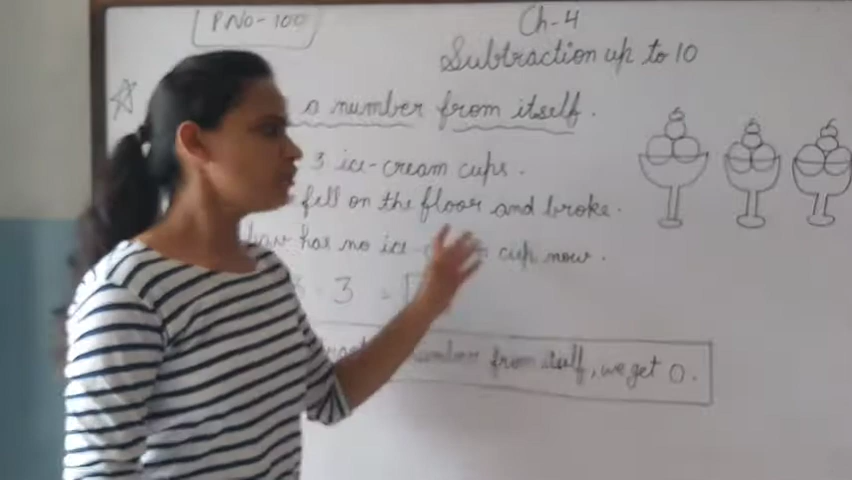 P.NO-100
Ch-4
Subtraction up to 10
a number from itself.
3 ice-cream cups.
fell on the floor and broke.
has no ice- cup now.
3 =
number from itself, we get 0.